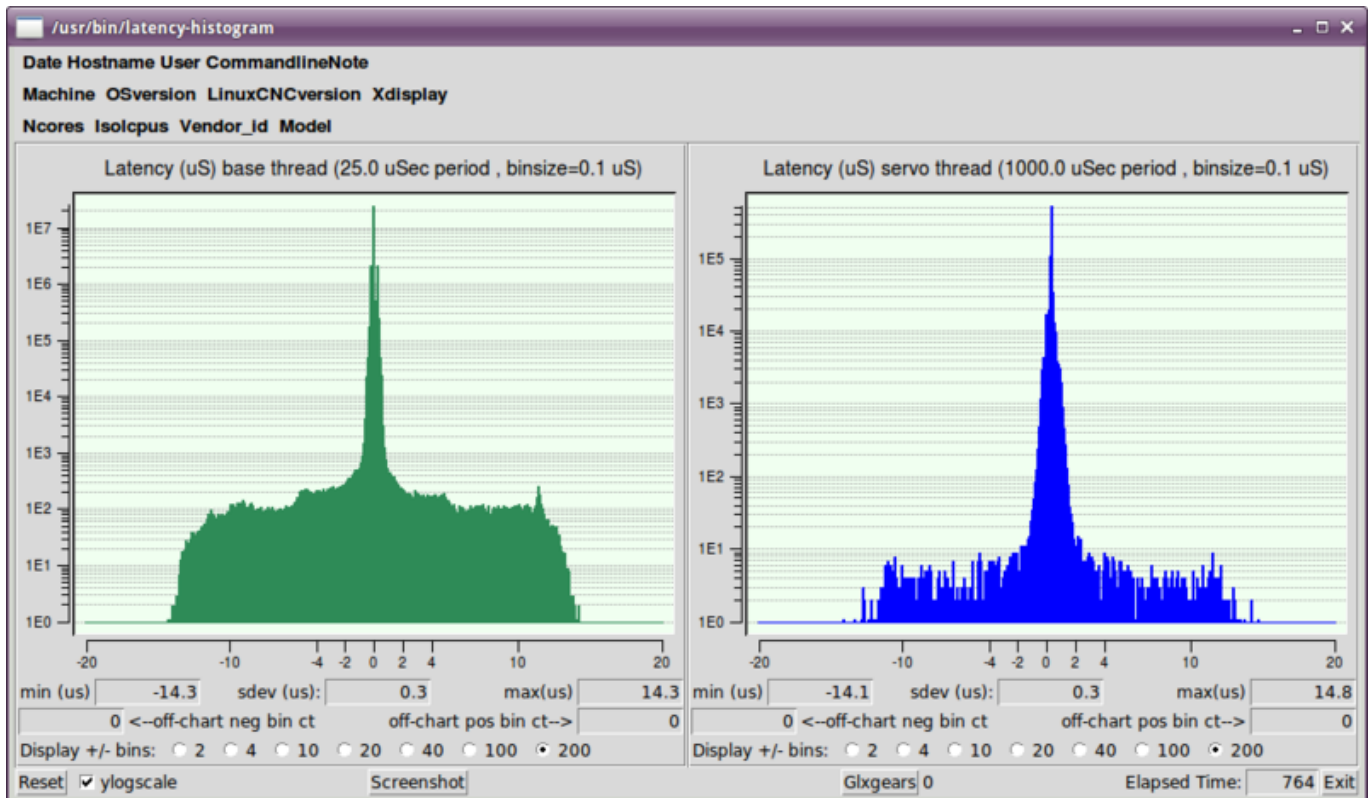 /usr/bin/latency-histogram
Date Hostname User CommandlineNote
Machine OSversion LinuxCNCversion Xdisplay
Ncores Isolcpus Vendor_id Model
Latency (uS) base thread (25.0 uSec period , binsize=0.1 uS)
1E7
1E6
1E5
1E4
1E3
1E2
1E1
1E0
-20 -10 -4 -2 0 2 4 10 20
min (us) -14.3 sdev (us): 0.3 max(us) 14.3
0 <--off-chart neg bin ct off-chart pos bin ct--> 0
Display +/- bins: 2 4 10 20 40 100 200
Latency (uS) servo thread (1000.0 uSec period , binsize=0.1 uS)
1E5
1E4
1E3
1E2
1E1
1E0
-20 -10 -4 -2 0 2 4 10 20
min (us) -14.1 sdev (us): 0.3 max(us) 14.8
0 <--off-chart neg bin ct off-chart pos bin ct--> 0
Display +/- bins: 2 4 10 20 40 100 200
Reset ylogscale Screenshot Glxgears 0 Elapsed Time: 764 Exit